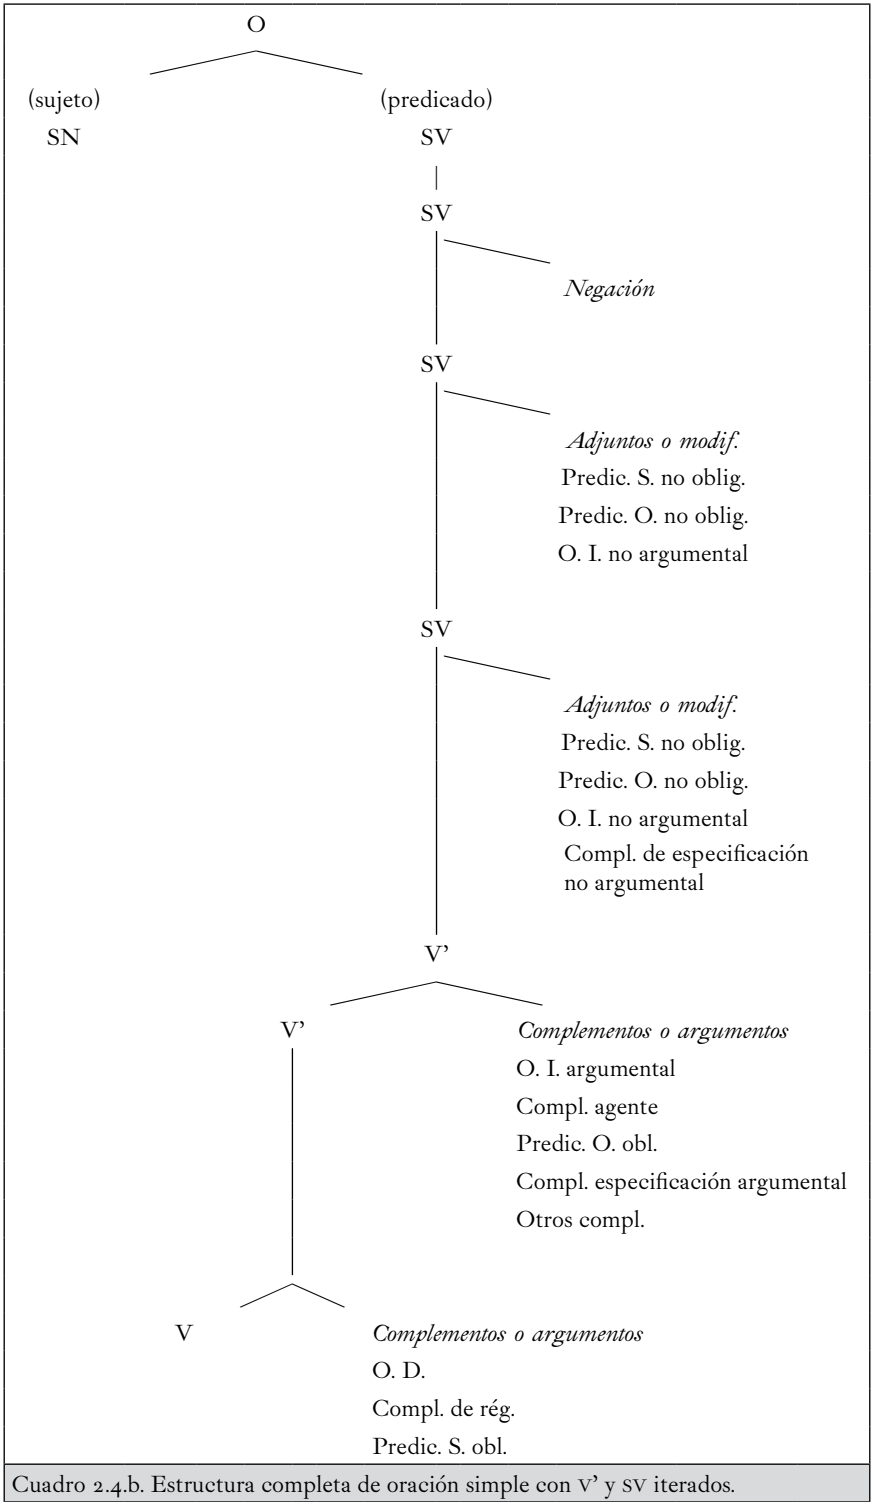 O
(sujeto) (predicado)
SN SV
SV
Negación
SV
Adjuntos o modif.
Predic. S. no oblig.
Predic. O. no oblig.
O. I. no argumental
SV
Adjuntos o modif.
Predic. S. no oblig.
Predic. O. no oblig.
O. I. no argumental
Compl. de especificación
no argumental
V’
V’ Complementos o argumentos
O. I. argumental
Compl. agente
Predic. O. obl.
Compl. especificación argumental
Otros compl.
V Complementos o argumentos
O. D.
Compl. de rég.
Predic. S. obl.
Cuadro 2.4.b. Estructura completa de oración simple con V’ y SV iterados.